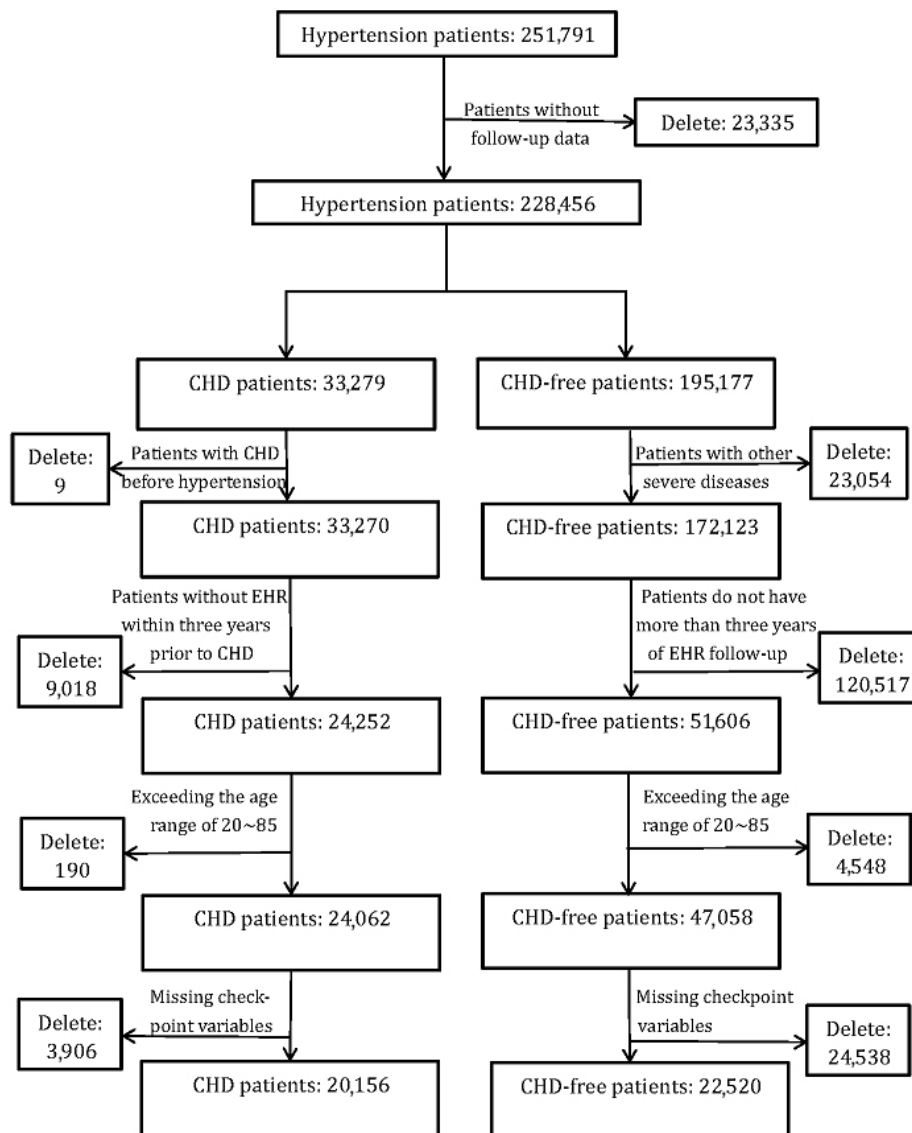 Hypertension patients: 251,791
Patients without
follow-up data
Delete: 23,335
Hypertension patients: 228,456
CHD patients: 33,279
CHD-free patients: 195,177
Delete:
9
Patients with CHD
before hypertension
Patients with other
severe diseases
Delete:
23,054
CHD patients: 33,270
CHD-free patients: 172,123
Patients without EHR
within three years
prior to CHD
Delete:
9,018
Patients do not have
more than three years
of EHR follow-up
Delete:
120,517
CHD patients: 24,252
CHD-free patients: 51,606
Exceeding the age
range of 20~85
Delete:
190
Exceeding the age
range of 20~85
Delete:
4,548
CHD patients: 24,062
CHD-free patients: 47,058
Missing check-
point variables
Delete:
3,906
Missing checkpoint
variables
Delete:
24,538
CHD patients: 20,156
CHD-free patients: 22,520